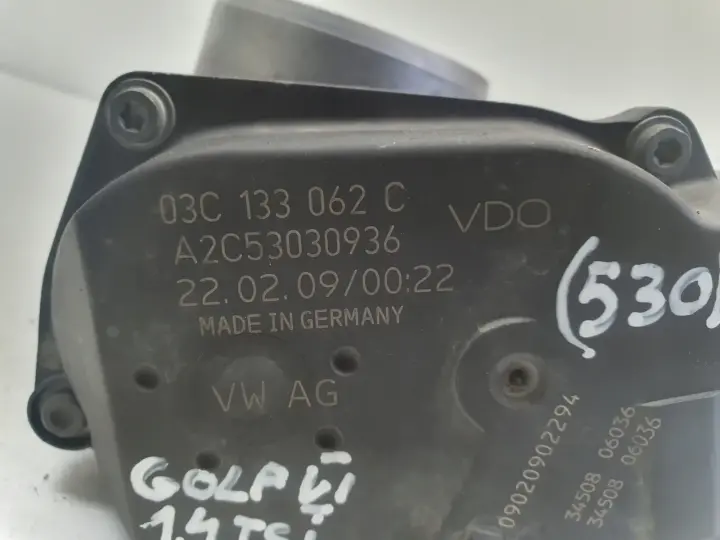 03C 133 062 C
VDO
A2C53030936
22.02.09/00:22
MADE IN GERMANY
(530)
VW AG
09020902294
34508 06036
34508 06036
GOLF VI
1.4 TSi